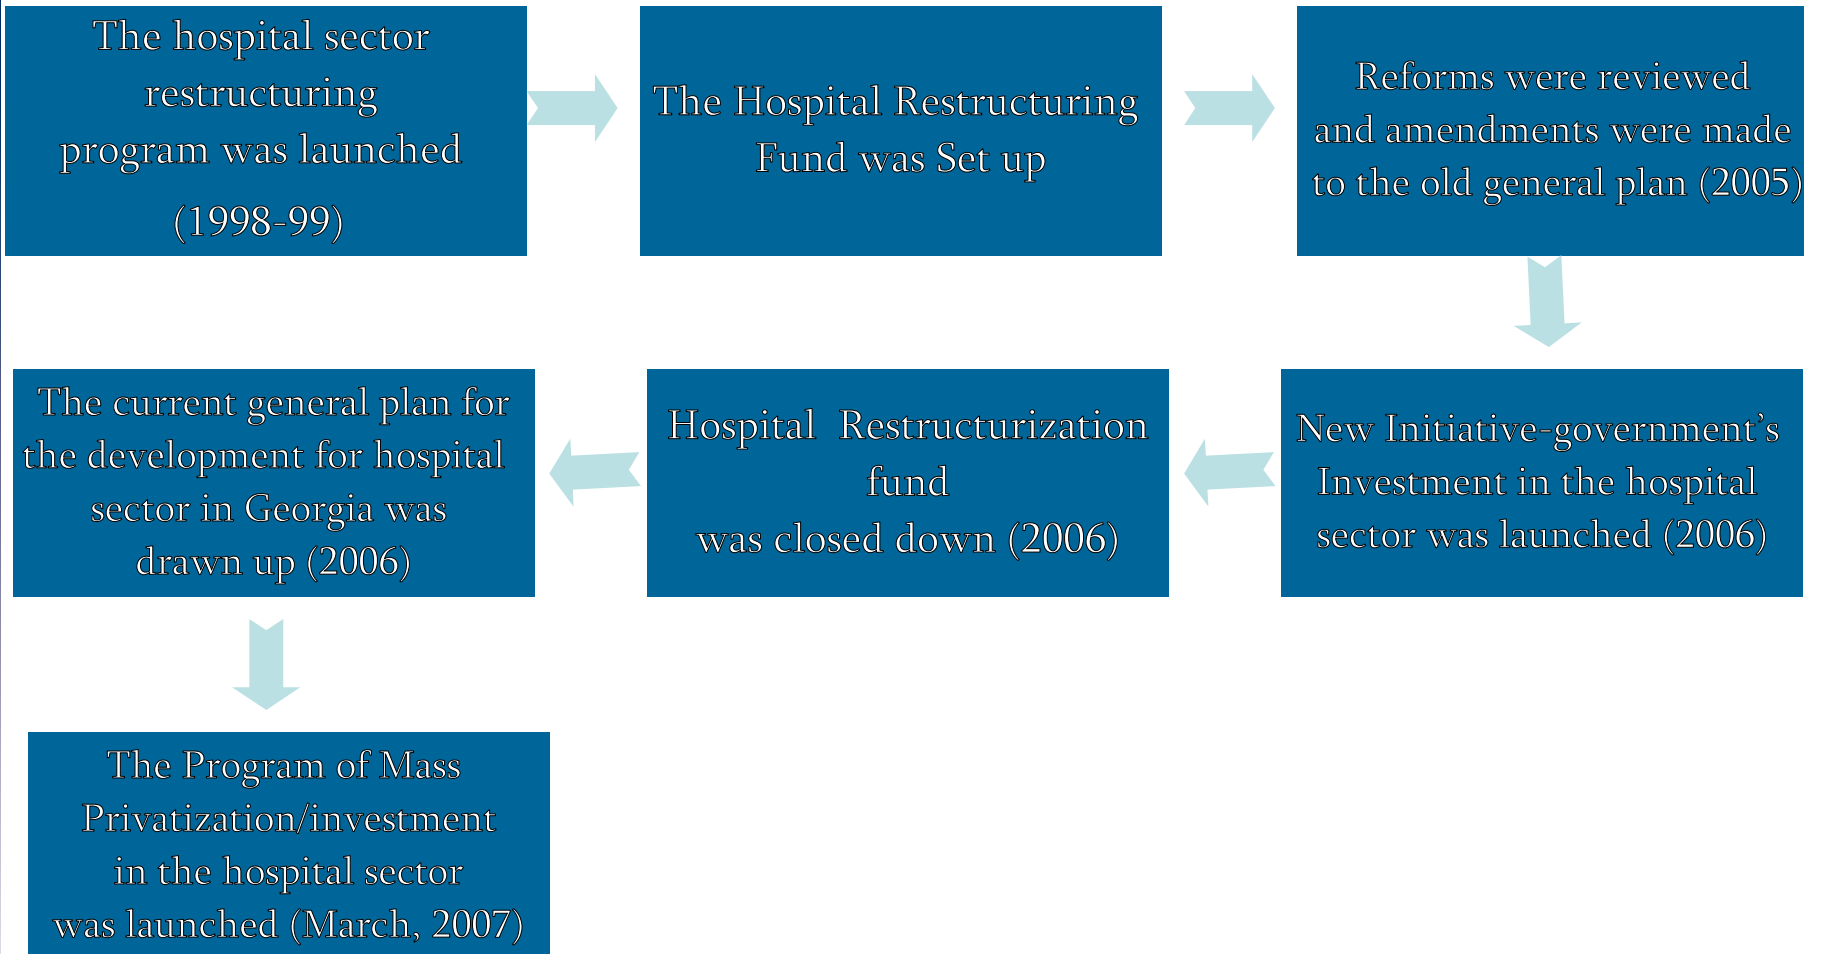 The hospital sector
restructuring
program was launched
(1998-99)
The Hospital Restructuring
Fund was Set up
Reforms were reviewed
and amendments were made
to the old general plan (2005)
New Initiative-government’s
Investment in the hospital
sector was launched (2006)
Hospital  Restructurization
fund
was closed down (2006)
The current general plan for
the development for hospital
sector in Georgia was
drawn up (2006)
The Program of Mass
Privatization/investment
in the hospital sector
was launched (March, 2007)